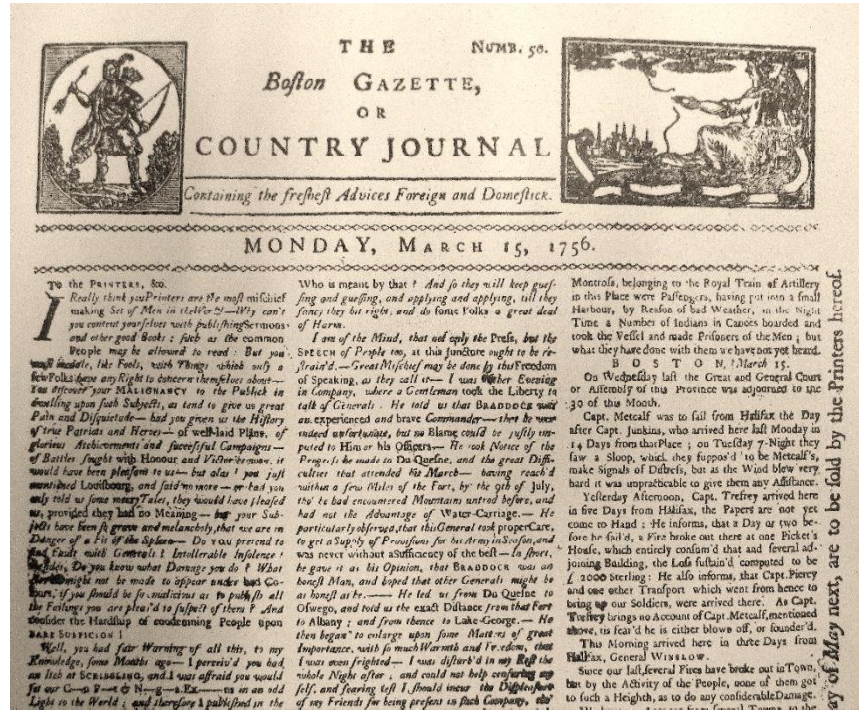 THE
NUMB. 50.
Boſton GAZETTE,
OR
COUNTRY JOURNAL
Containing the freſheſt Advices Foreign and Domeſtick.
MONDAY, MARCH 15, 1756.
TO the PRINTERS, &c.
I Really think you Printers are the moſt miſchief
making Set of Men in the World—Why can't
you content yourſelves with publiſhing Sermons
and other good Books ; ſuch as the common
People may be allowed to read : But you
muſt meddle, like Fools, with Things which only a
few Folks have any Right to concern themſelves about—
You diſcover your MALIGNANCY to the Publick in
dwelling upon ſuch Subjects, as tend to give us great
Pain and Diſquietude—had you given us the Hiſtory
of true Patriots and Heroes—of well-laid Plans, of
glorious Atchievements and ſucceſsful Campaigns—
of Battles fought with Honour and Victories won, it
would have been pleaſant to us—but alas ! you juſt
mentioned Louiſbourg, and ſaid no more—or had you
only told us ſome merry Tales, they would have pleaſed
us, provided they had no Meaning—but your Sub-
jects have been ſo grave and melancholy, that we are in
Danger of a Fit of the Spleen—Do you pretend to
find Fault with Generals ? Intollerable Inſolence !
Do you know what Damage you do ? What
might not be made to appear under bad Co-
lours, if you ſhould be ſo malicious as to publiſh all
the Failings you are pleaſ'd to ſuſpect of them ? And
conſider the Hardſhip of condemning People upon
BARE SUSPICION !
Well, you had fair Warning of all this, to my
Knowledge, ſome Months ago—I perceiv'd you had
an Itch at SCRIBLING, and I was afraid you would
ſet our in an odd
Light to the World ; and therefore I publiſhed in the
Who is meant by that ? And ſo they will keep gueſ-
ſing and gueſſing, and applying and applying, till they
fancy they hit right, and do ſome Folks a great deal
of Harm.
I am of the Mind, that not only the Preſs, but the
SPEECH of People too, at this Juncture ought to be re-
ſtrain'd.—Great Miſchief may be done by this Freedom
of Speaking, as they call it—I was t'other Evening
in Company, where a Gentleman took the Liberty to
talk of Generals. He told us that BRADDOCK was
an experienced and brave Commander—that he was
indeed unfortunate, but no Blame could be juſtly im-
puted to Him or his Officers—He took Notice of the
Progreſs he made to Du Queſne, and the great Diffi-
culties that attended his March—having reach'd
within a few Miles of the Fort, by the 9th of July,
tho' he had encountered Mountains untrod before, and
had not the Advantage of Water-Carriage.—He
particularly obſerved, that this General took proper Care,
to get a Supply of Proviſions for his Army in Seaſon, and
was never without a Sufficiency of the beſt—In ſhort,
he gave it as his Opinion, that BRADDOCK was an
honeſt Man, and hoped that other Generals might be
as honeſt as he.——He led us from Du Queſne to
Oſwego, and told us the exact Diſtance from that Fort
to Albany ; and from thence to Lake-George.—He
then began to enlarge upon ſome Matters of great
Importance, with ſo much Warmth and Freedom, that
I was even frighted—I was diſturb'd in my Reſt the
whole Night after, and could not help cenſuring my-
ſelf, and fearing leſt I ſhould incur the Diſpleaſure
of my Friends for being preſent in ſuch Company, tho'
Montroſs, belonging to the Royal Train of Artillery
in this Place were Paſſengers, having put into a ſmall
Harbour, by Reaſon of bad Weather, in the Night
Time a Number of Indians in Canoes boarded and
took the Veſſel and made Priſoners of the Men ; but
what they have done with them we have not yet heard.
BOSTON, March 15.
On Wedneſday laſt the Great and General Court
or Aſſembly of this Province was adjourned to the
30 of this Month.
Capt. Metcalf was to ſail from Halifax the Day
after Capt. Junkins, who arrived here laſt Monday in
14 Days from that Place ; on Tueſday 7-Night they
ſaw a Sloop, which they ſuppos'd to be Metcalf's,
make Signals of Diſtreſs, but as the Wind blew very
hard it was impracticable to give them any Aſſiſtance.
Yeſterday Afternoon, Capt. Trefrey arrived here
in five Days from Halifax, the Papers are not yet
come to Hand : He informs, that a Day or two be-
fore he ſail'd, a Fire broke out there at one Picket's
Houſe, which entirely conſum'd that and ſeveral ad-
joining Building, the Loſs ſuſtain'd computed to be
£ 2000 Sterling : He alſo informs, that Capt. Piercy
and one other Tranſport which went from hence to
bring up our Soldiers, were arrived there. As Capt.
Trefrey brings no Account of Capt. Metcalf, mentioned
above, tis fear'd he is either blown off, or founder'd.
This Morning arrived here in three Days from
Halifax, General WINSLOW.
Since our laſt, ſeveral Fires have broke out in Town,
but by the Activity of the People, none of them got
to ſuch a Heighth, as to do any conſiderable Damage.
ay of May next, are to be ſold by the Printers hereof.